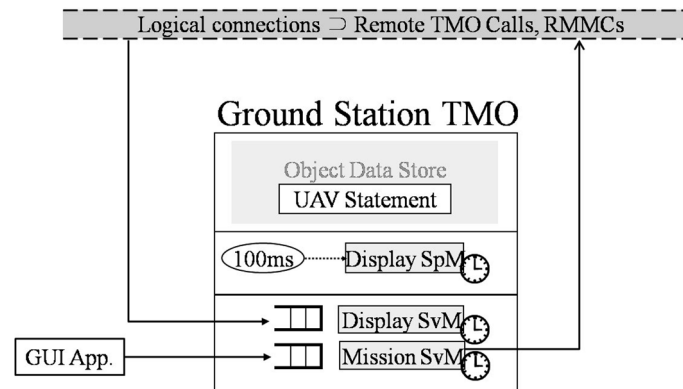 Logical connections ⊃ Remote TMO Calls, RMMCs
Ground Station TMO
Object Data Store
UAV Statement
100ms
Display SpM
Display SvM
GUI App.
Mission SvM